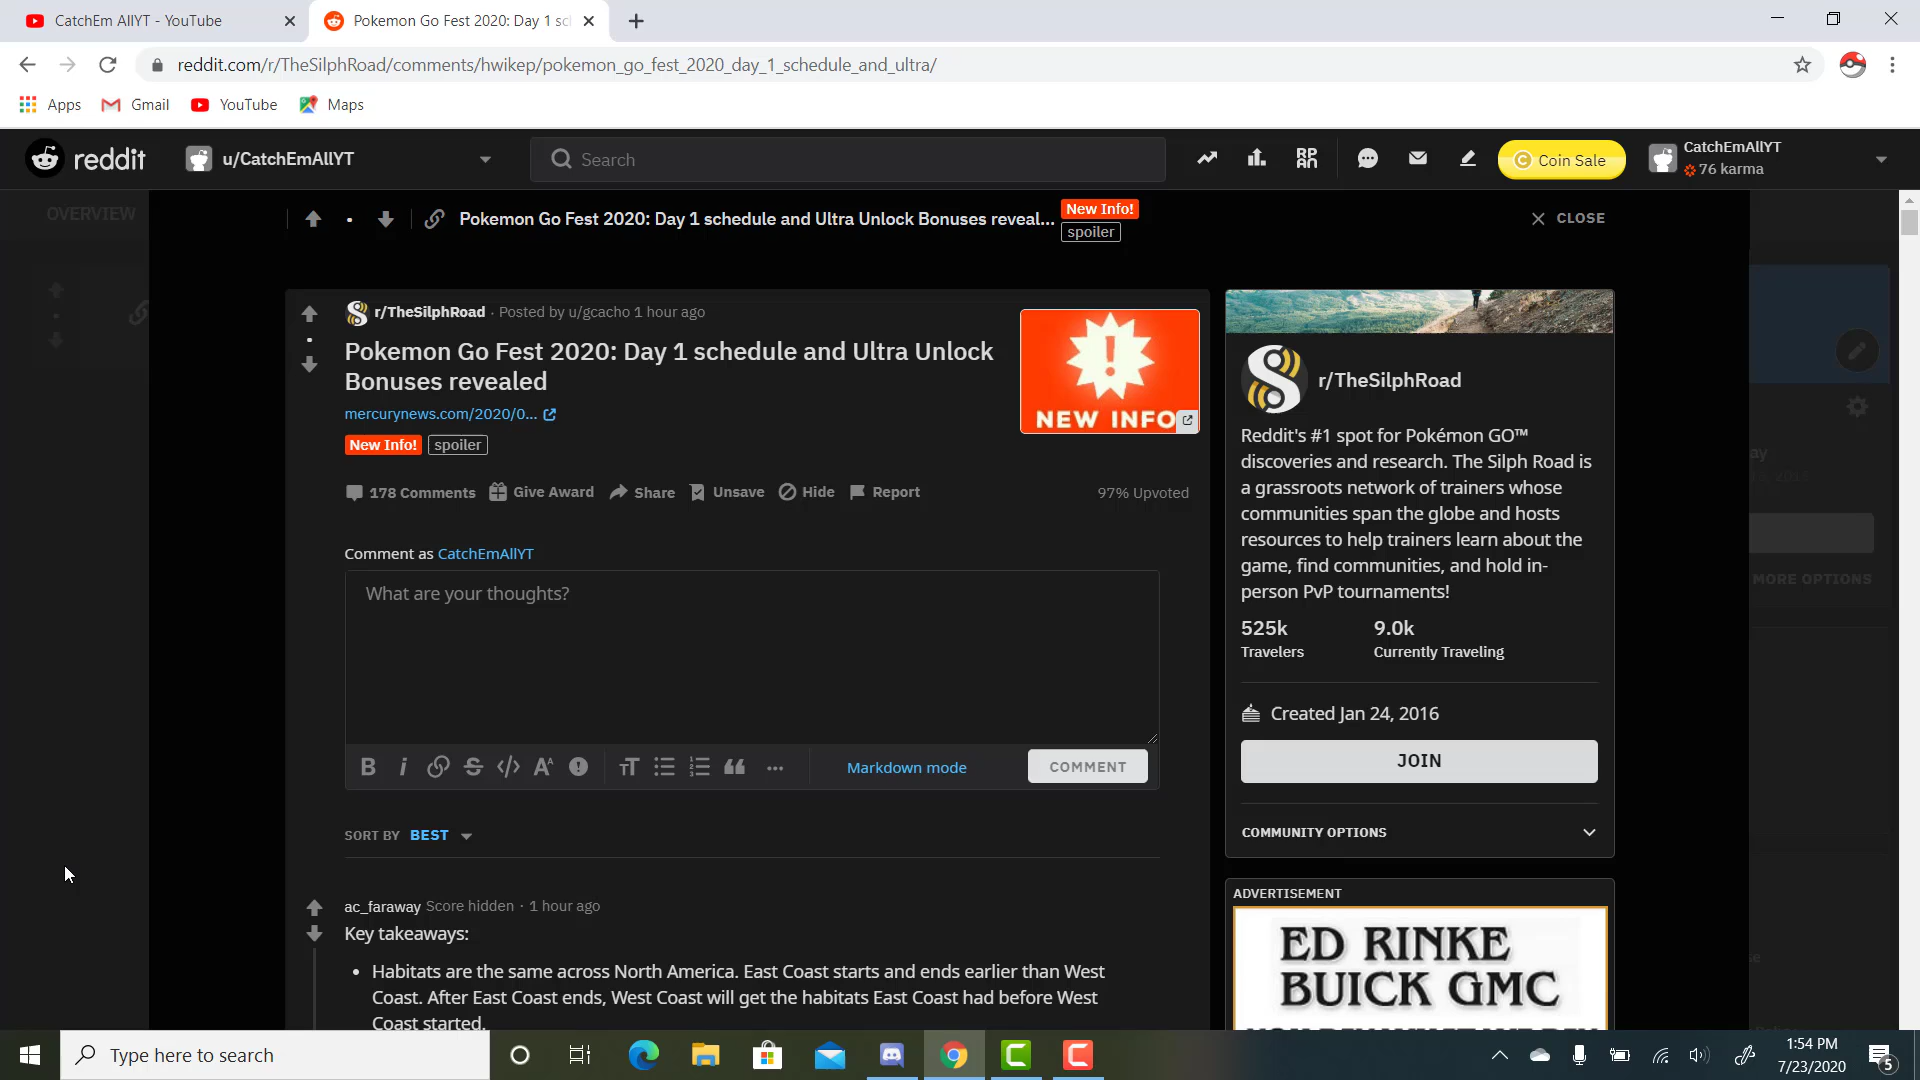 CatchEm AllYT - YouTube
Pokemon Go Fest 2020: Day 1 sc
reddit.com/r/TheSilphRoad/comments/hwikep/pokemon_go_fest_2020_day_1_schedule_and_ultra/
Apps Gmail YouTube Maps
reddit u/CatchEmAllYT Search Coin Sale CatchEmAllYT
76 karma
OVERVIEW
Pokemon Go Fest 2020: Day 1 schedule and Ultra Unlock Bonuses reveal... New Info!
spoiler
CLOSE
r/TheSilphRoad · Posted by u/gcacho 1 hour ago
Pokemon Go Fest 2020: Day 1 schedule and Ultra Unlock
Bonuses revealed
mercurynews.com/2020/0...
New Info! spoiler
NEW INFO
178 Comments Give Award Share Unsave Hide Report 97% Upvoted
Comment as CatchEmAllYT
What are your thoughts?
Markdown mode COMMENT
SORT BY BEST
ac_faraway Score hidden · 1 hour ago
Key takeaways:
• Habitats are the same across North America. East Coast starts and ends earlier than West
Coast. After East Coast ends, West Coast will get the habitats East Coast had before West
Coast started.
r/TheSilphRoad
Reddit's #1 spot for Pokémon GO™
discoveries and research. The Silph Road is
a grassroots network of trainers whose
communities span the globe and hosts
resources to help trainers learn about the
game, find communities, and hold in-
person PvP tournaments!
525k 9.0k
Travelers Currently Traveling
Created Jan 24, 2016
JOIN
COMMUNITY OPTIONS
ADVERTISEMENT
ED RINKE
BUICK GMC
MORE OPTIONS
Type here to search
1:54 PM
7/23/2020
5